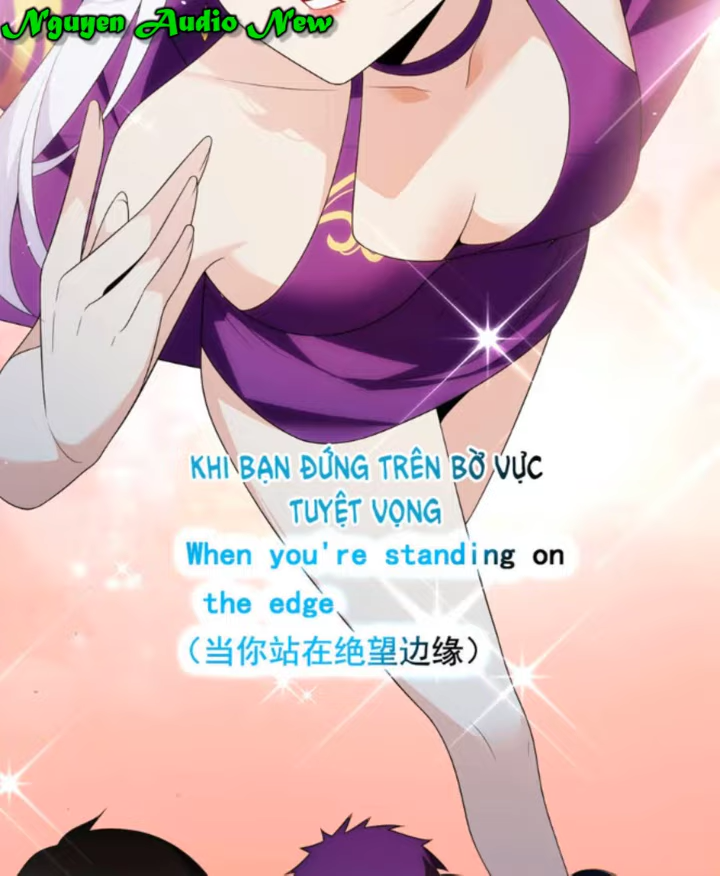 Nguyen Audio New
KHI BẠN ĐỨNG TRÊN BỜ VỰC
TUYỆT VỌNG
When you're standing on
the edge
（当你站在绝望边缘）